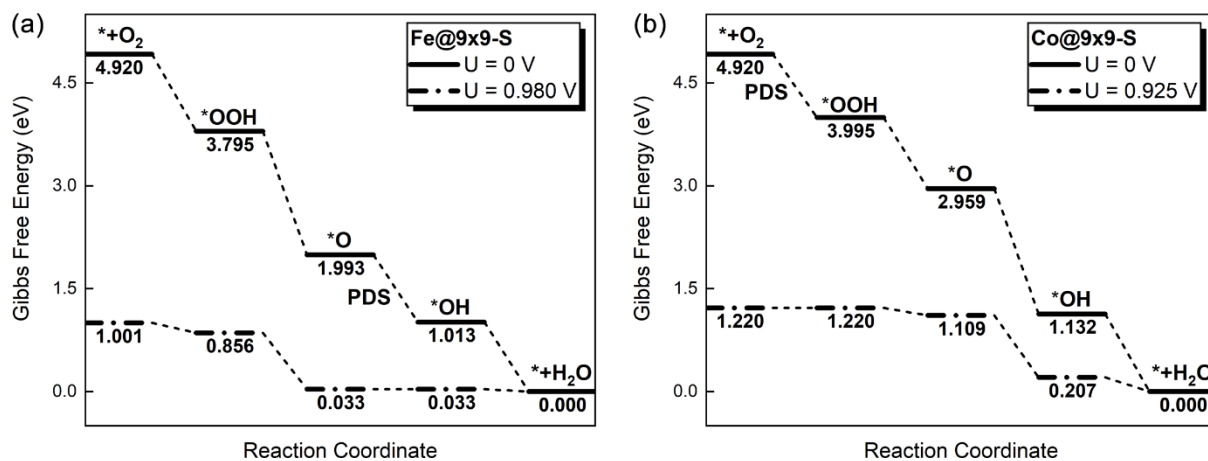 (a)
Fe@9x9-S
U = 0 V
U = 0.980 V
*+O₂
4.920
*OOH
3.795
*O
1.993
PDS
*OH
1.013
*+H₂O
0.000
1.001
0.856
0.033
0.033
4.5
3.0
1.5
0.0
Gibbs Free Energy (eV)
Reaction Coordinate
(b)
Co@9x9-S
U = 0 V
U = 0.925 V
*+O₂
4.920
PDS
*OOH
3.995
*O
2.959
*OH
1.132
*+H₂O
0.000
1.220
1.220
1.109
0.207
4.5
3.0
1.5
0.0
Gibbs Free Energy (eV)
Reaction Coordinate